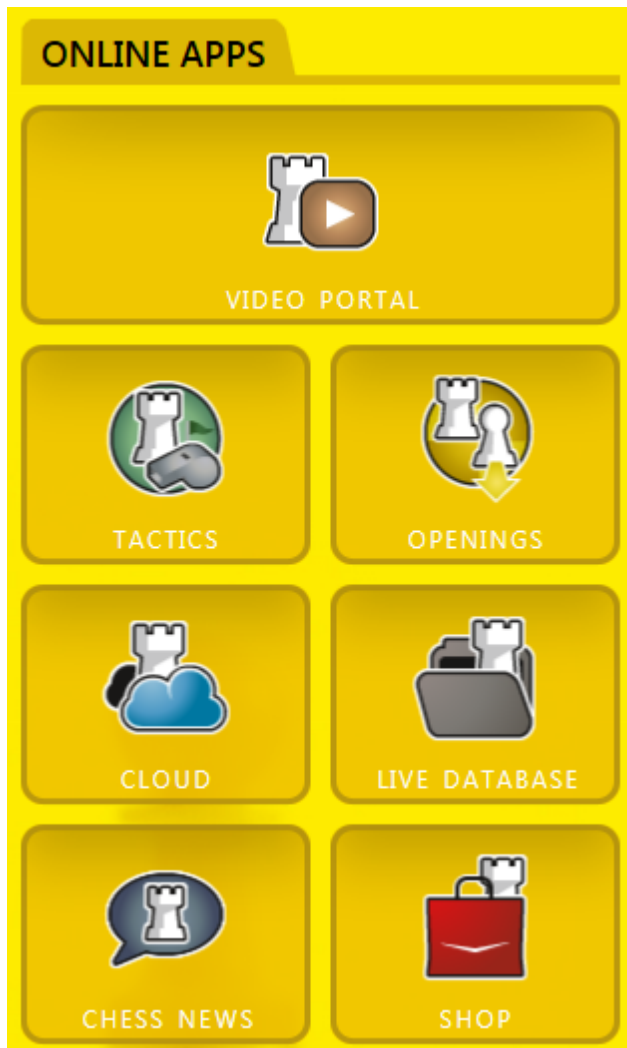 ONLINE APPS
VIDEO PORTAL
TACTICS
OPENINGS
CLOUD
LIVE DATABASE
CHESS NEWS
SHOP